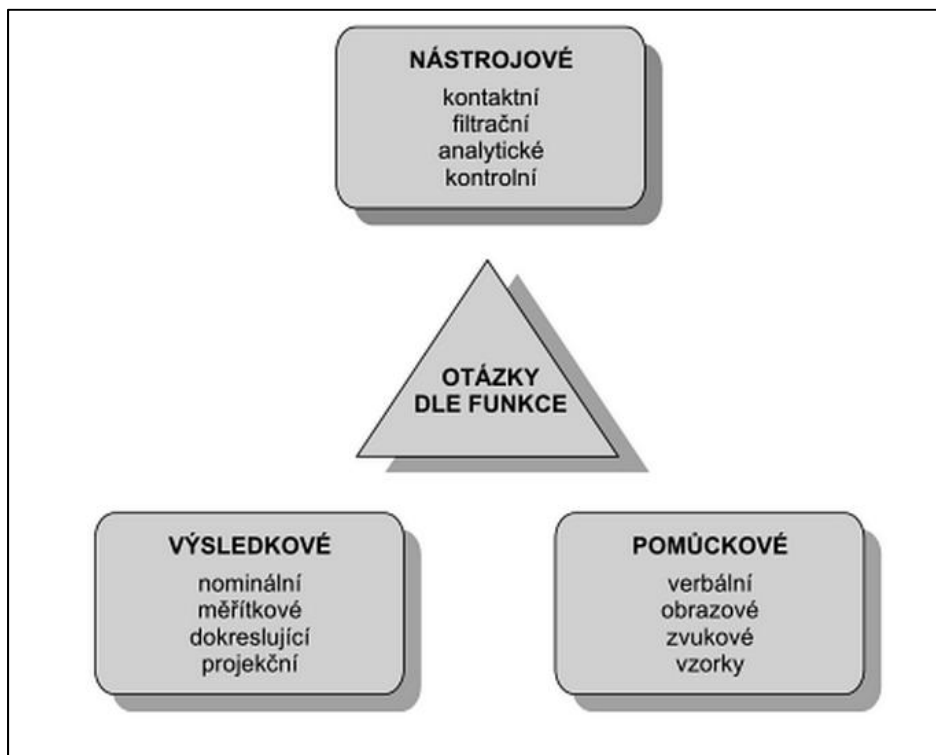 NÁSTROJOVÉ
kontaktní
filtrační
analytické
kontrolní
OTÁZKY
DLE FUNKCE
VÝSLEDKOVÉ
nominální
měřítkové
dokreslující
projekční
POMŮCKOVÉ
verbální
obrazové
zvukové
vzorky